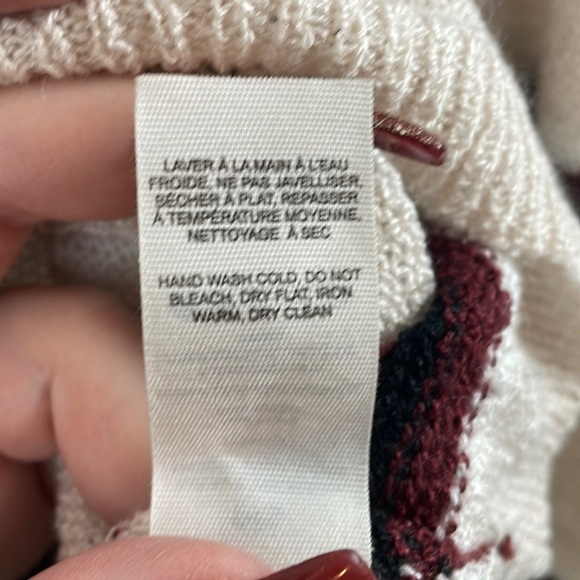 LAVER À LA MAIN À L'EAU
FROIDE, NE PAS JAVELLISER,
SÉCHER À PLAT, REPASSER
À TEMPÉRATURE MOYENNE,
NETTOYAGE À SEC
HAND WASH COLD, DO NOT
BLEACH, DRY FLAT, IRON
WARM, DRY CLEAN